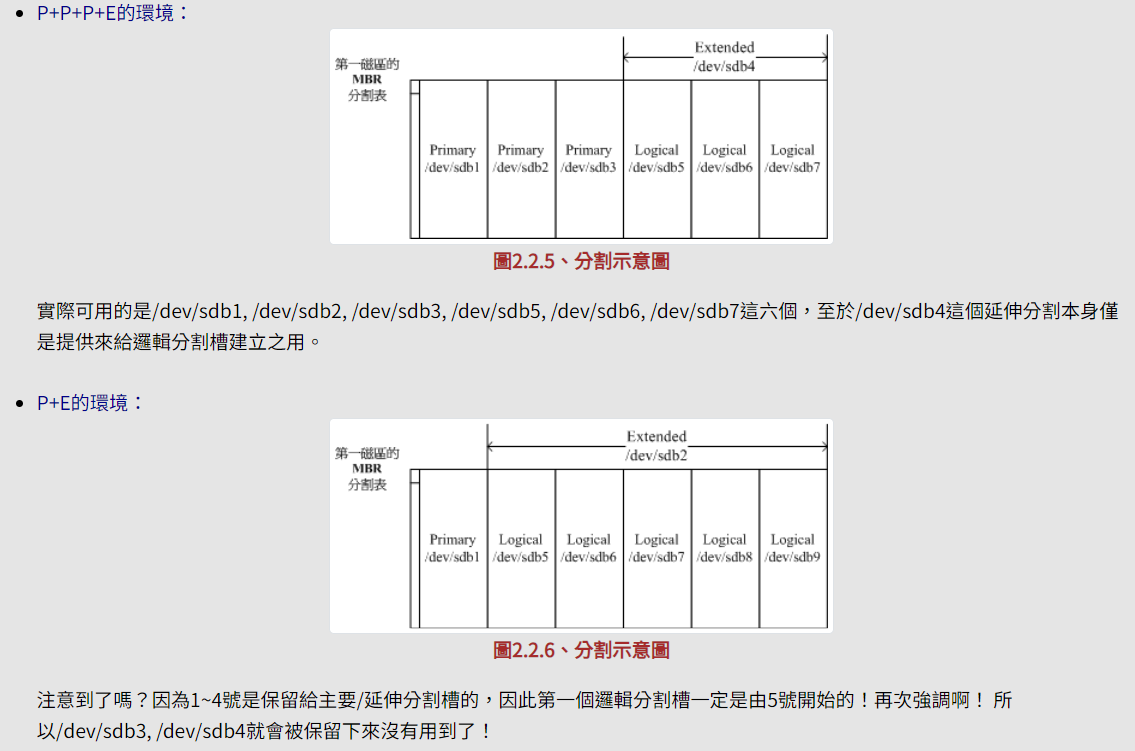 P+P+P+E的環境：
Extended
/dev/sdb4
第一磁區的
MBR
分割表
Primary
/dev/sdb1
Primary
/dev/sdb2
Primary
/dev/sdb3
Logical
/dev/sdb5
Logical
/dev/sdb6
Logical
/dev/sdb7
圖2.2.5、分割示意圖
實際可用的是/dev/sdb1, /dev/sdb2, /dev/sdb3, /dev/sdb5, /dev/sdb6, /dev/sdb7這六個，至於/dev/sdb4這個延伸分割本身僅
是提供來給邏輯分割槽建立之用。
P+E的環境：
Extended
/dev/sdb2
第一磁區的
MBR
分割表
Primary
/dev/sdb1
Logical
/dev/sdb5
Logical
/dev/sdb6
Logical
/dev/sdb7
Logical
/dev/sdb8
Logical
/dev/sdb9
圖2.2.6、分割示意圖
注意到了嗎？因為1~4號是保留給主要/延伸分割槽的，因此第一個邏輯分割槽一定是由5號開始的！再次強調啊！ 所
以/dev/sdb3, /dev/sdb4就會被保留下來沒有用到了！